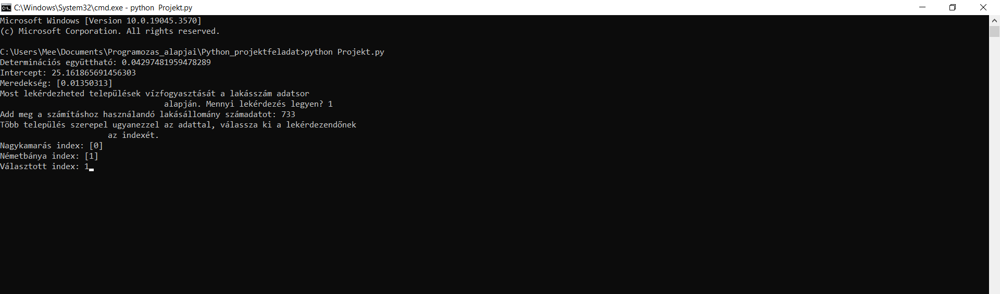 C:\Windows\System32\cmd.exe - python  Projekt.py
Microsoft Windows [Version 10.0.19045.3570]
(c) Microsoft Corporation. All rights reserved.
C:\Users\Mee\Documents\Programozas_alapjai\Python_projektfeladat>python Projekt.py
Determinációs együttható: 0.04297481959478289
Intercept: 25.161865691456303
Meredekség: [0.01350313]
Most lekérdezheted települések vízfogyasztását a lakásszám adatsor
alapján. Mennyi lekérdezés legyen? 1
Add meg a számításhoz használandó lakásállomány számadatot: 733
Több település szerepel ugyanezzel az adattal, válassza ki a lekérdezendőnek
az indexét.
Nagykamarás index: [0]
Németbánya index: [1]
Választott index: 1